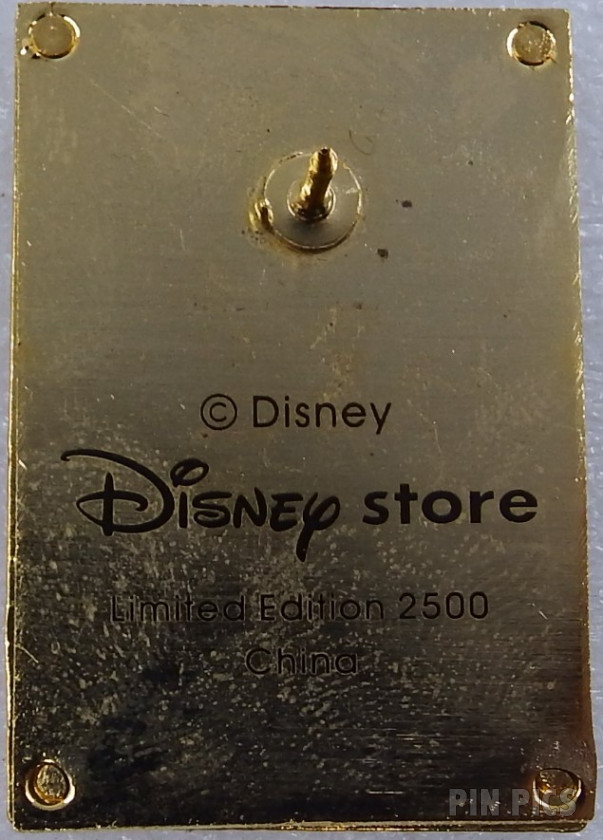 © Disney
Disney store
Limited Edition 2500
China
PIN PICS